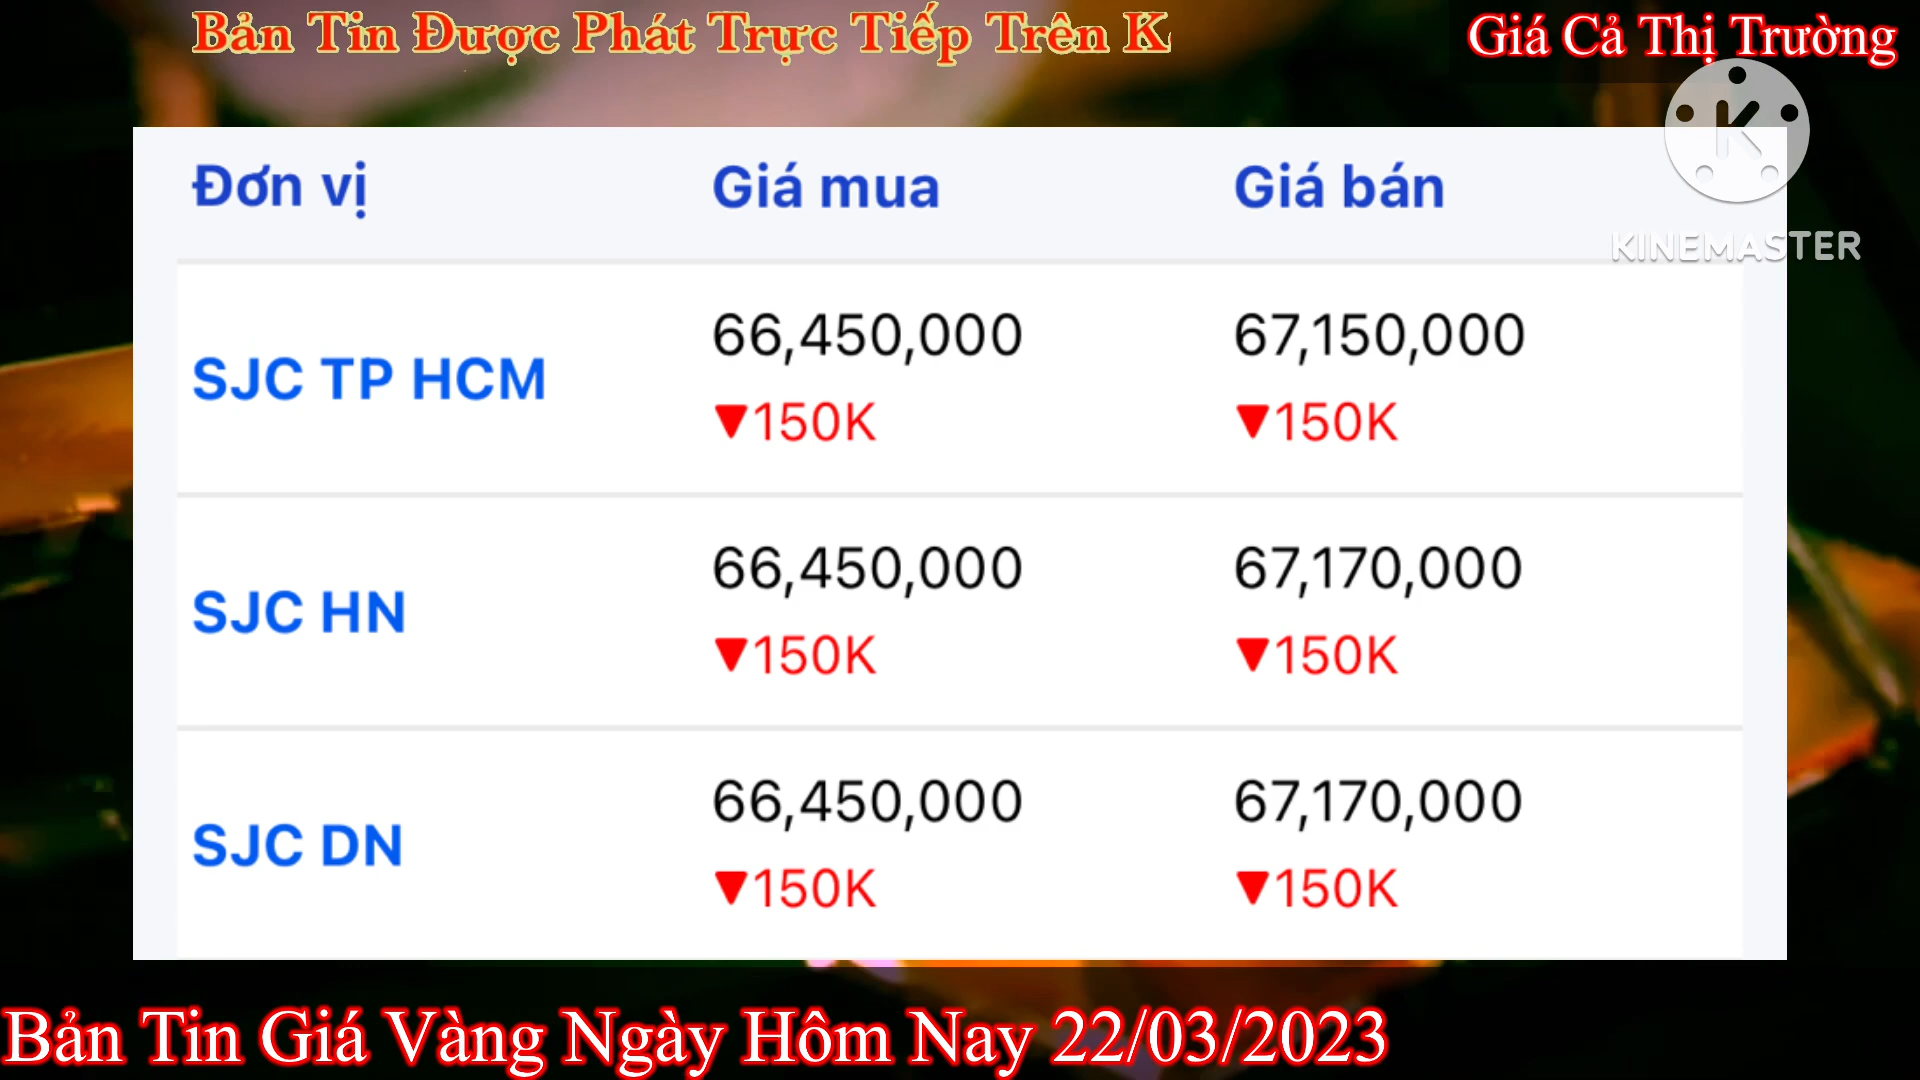 Bản Tin Được Phát Trực Tiếp Trên K
Giá Cả Thị Trường
K
KINEMASTER
Đơn vị Giá mua Giá bán
SJC TP HCM 66,450,000 67,150,000
▼150K ▼150K
SJC HN 66,450,000 67,170,000
▼150K ▼150K
SJC DN 66,450,000 67,170,000
▼150K ▼150K
Bản Tin Giá Vàng Ngày Hôm Nay 22/03/2023